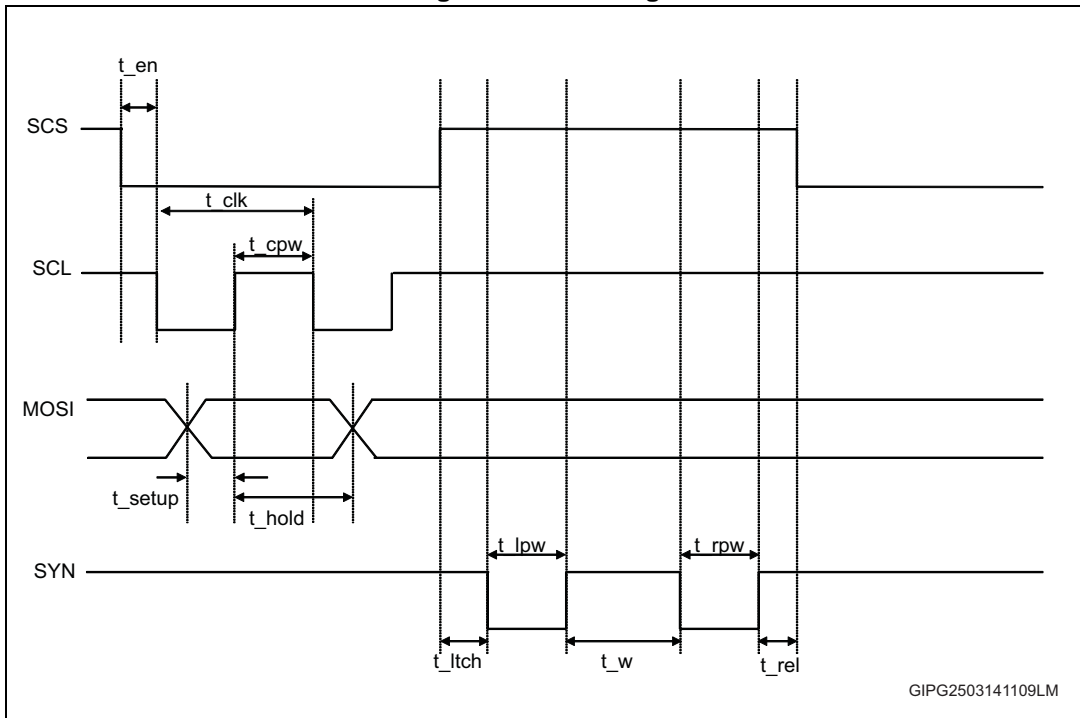 t_en
SCS
t_clk
t_cpw
SCL
MOSI
t_setup
t_hold
t_lpw
t_rpw
SYN
t_ltch
t_w
t_rel
GIPG2503141109LM